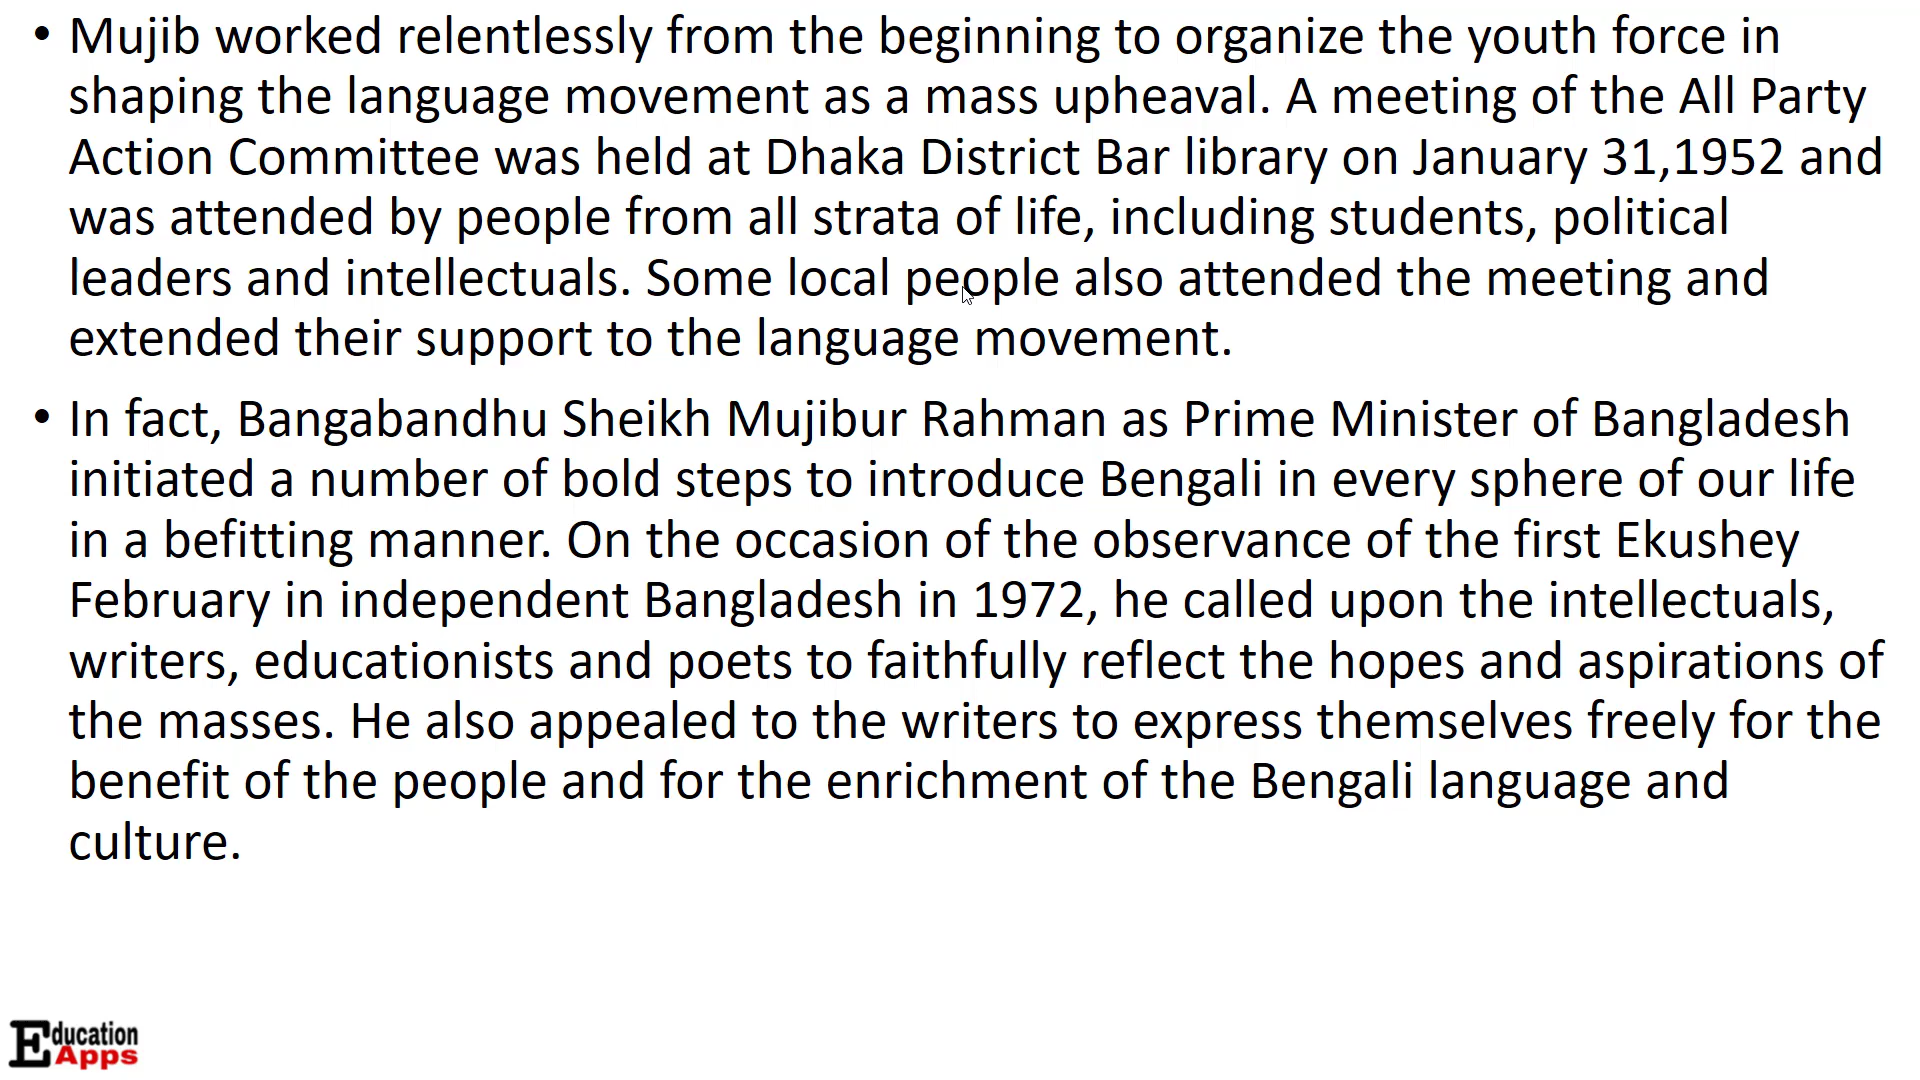 • Mujib worked relentlessly from the beginning to organize the youth force in
shaping the language movement as a mass upheaval. A meeting of the All Party
Action Committee was held at Dhaka District Bar library on January 31,1952 and
was attended by people from all strata of life, including students, political
leaders and intellectuals. Some local people also attended the meeting and
extended their support to the language movement.
• In fact, Bangabandhu Sheikh Mujibur Rahman as Prime Minister of Bangladesh
initiated a number of bold steps to introduce Bengali in every sphere of our life
in a befitting manner. On the occasion of the observance of the first Ekushey
February in independent Bangladesh in 1972, he called upon the intellectuals,
writers, educationists and poets to faithfully reflect the hopes and aspirations of
the masses. He also appealed to the writers to express themselves freely for the
benefit of the people and for the enrichment of the Bengali language and
culture.
Education
Apps